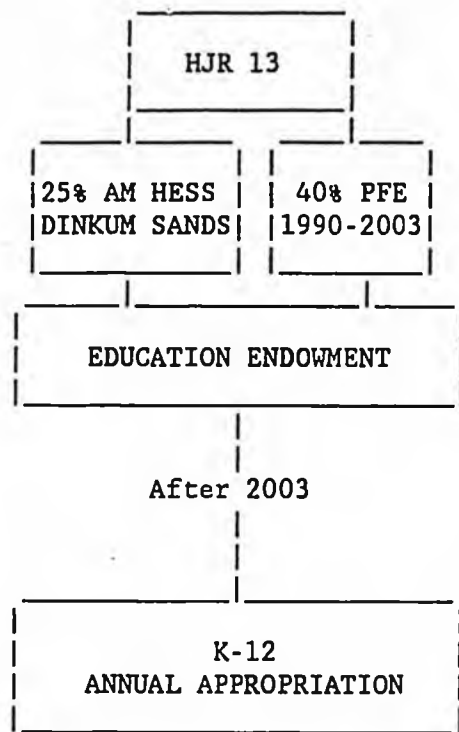 HJR 13
25% AM HESS
DINKUM SANDS
40% PFE
1990-2003
EDUCATION ENDOWMENT
After 2003
K-12
ANNUAL APPROPRIATION